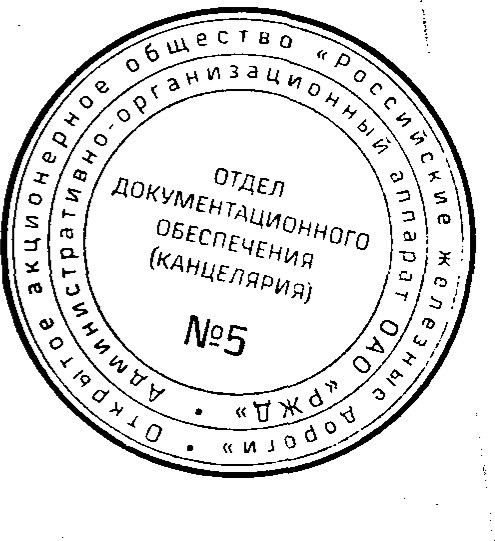 Открытое акционерное общество «Российские железные дороги» •
Административно-организационный аппарат ОАО «РЖД» •
ОТДЕЛ
ДОКУМЕНТАЦИОННОГО
ОБЕСПЕЧЕНИЯ
(КАНЦЕЛЯРИЯ)
№5